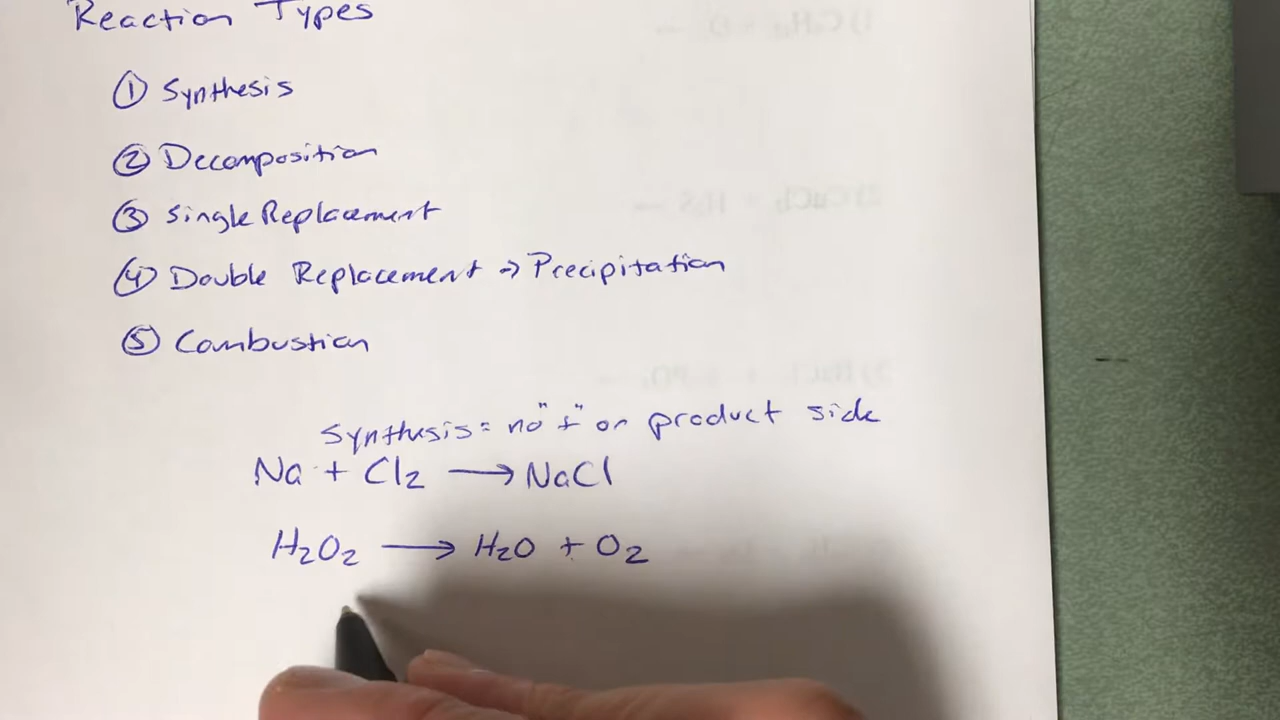 Reaction Types
① Synthesis
② Decomposition
③ Single Replacement
④ Double Replacement → Precipitation
⑤ Combustion
Synthesis = no "+" on product side
Na + Cl₂ ⟶ NaCl
H₂O₂ ⟶ H₂O + O₂